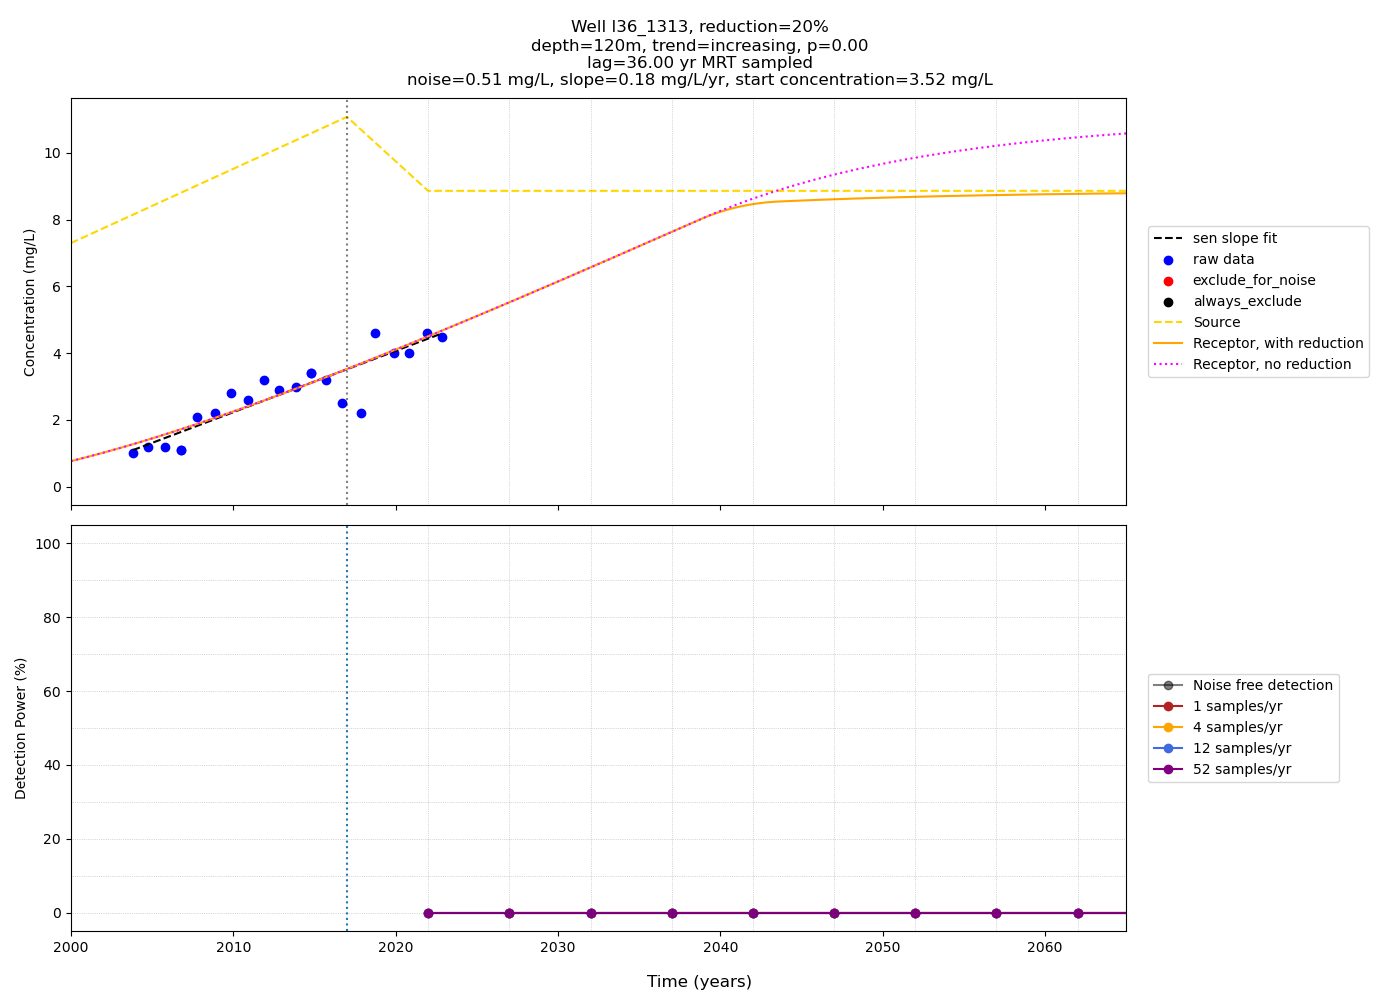 Well l36_1313, reduction=20%
depth=120m, trend=increasing, p=0.00
lag=36.00 yr MRT sampled
noise=0.51 mg/L, slope=0.18 mg/L/yr, start concentration=3.52 mg/L
Concentration (mg/L)
10
8
6
4
2
0
sen slope fit
raw data
exclude_for_noise
always_exclude
Source
Receptor, with reduction
Receptor, no reduction
Detection Power (%)
100
80
60
40
20
0
Noise free detection
1 samples/yr
4 samples/yr
12 samples/yr
52 samples/yr
2000 2010 2020 2030 2040 2050 2060
Time (years)